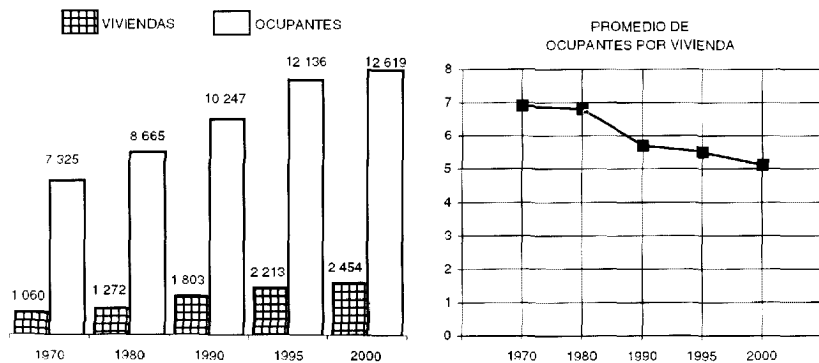 VIVIENDAS OCUPANTES
12 136 12 619
10 247
8 665
7 325
2 213 2 454
1 803
1 060 1 272
1970 1980 1990 1995 2000
PROMEDIO DE
OCUPANTES POR VIVIENDA
8
7
6
5
4
3
2
1
0
1970 1980 1990 1995 2000